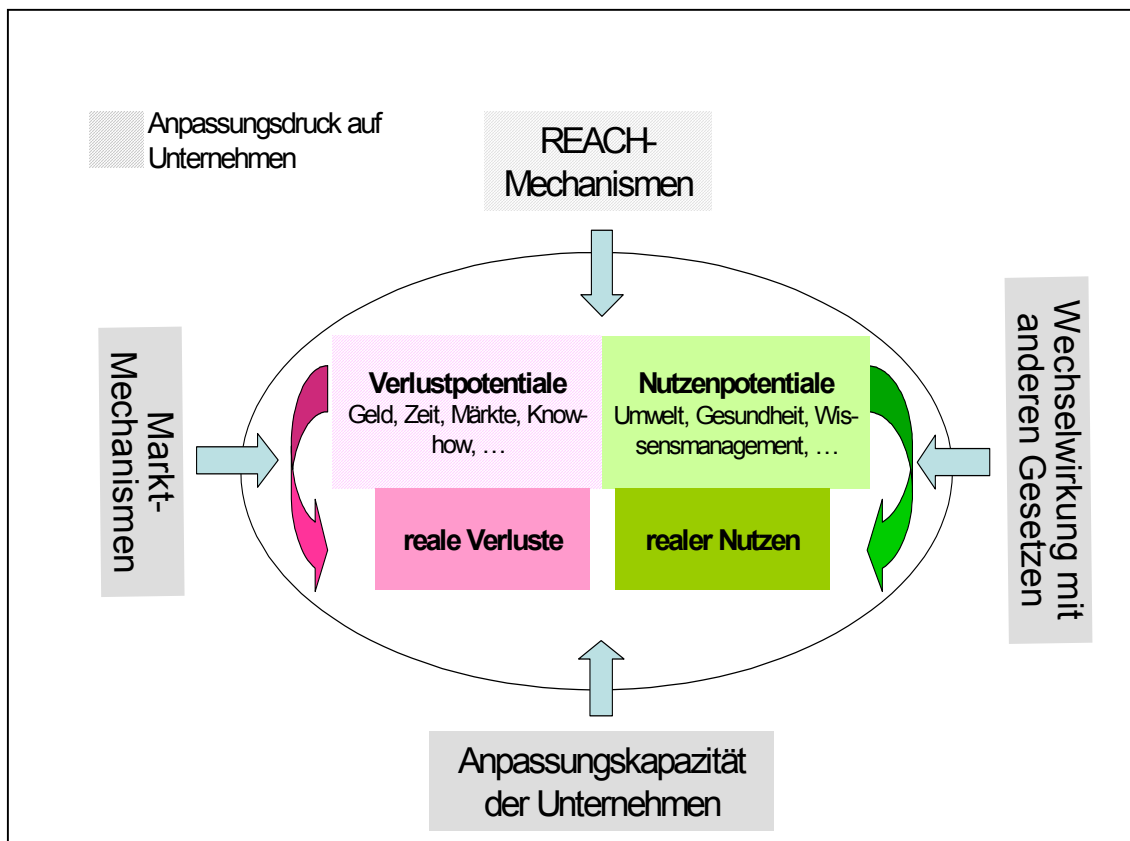 Anpassungsdruck auf
Unternehmen
REACH-
Mechanismen
Markt-
Mechanismen
Verlustpotentiale
Geld, Zeit, Märkte, Know-
how, …
Nutzenpotentiale
Umwelt, Gesundheit, Wis-
sensmanagement, …
reale Verluste
realer Nutzen
Wechselwirkung mit
anderen Gesetzen
Anpassungskapazität
der Unternehmen